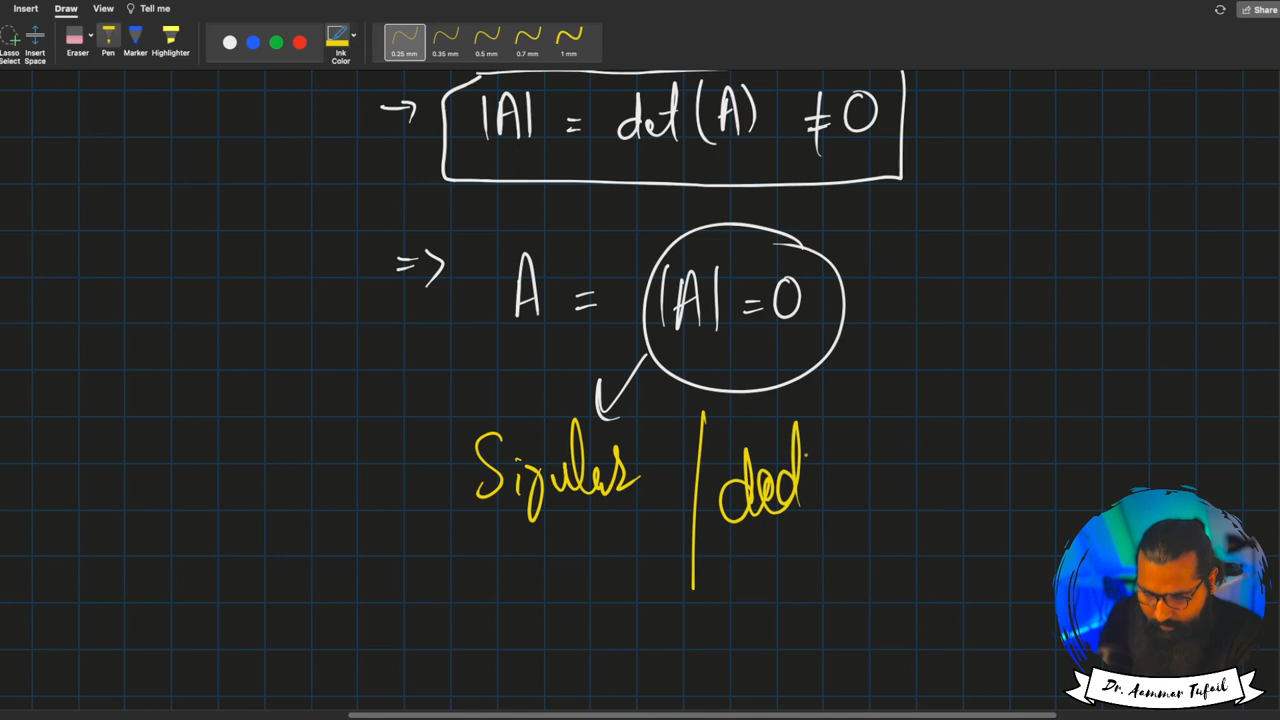 Insert Draw View Tell me Share
Lasso Select Insert Space Eraser Pen Marker Highlighter Ink Color 0.25 mm 0.35 mm 0.5 mm 0.7 mm 1 mm
→ |A| = det(A) ≠ 0
=> A = |A| = 0
Sigular | ded
Dr. Aammar Tufail